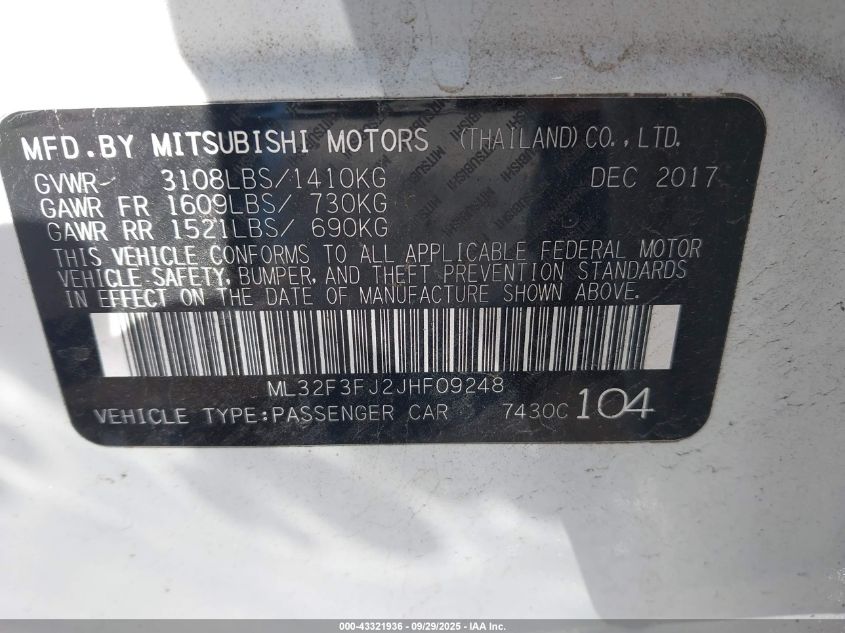 MFD.BY MITSUBISHI MOTORS (THAILAND)CO.,LTD.
GVWR 3108LBS/1410KG DEC 2017
GAWR FR 1609LBS/ 730KG
GAWR RR 1521LBS/ 690KG
THIS VEHICLE CONFORMS TO ALL APPLICABLE FEDERAL MOTOR
VEHICLE SAFETY, BUMPER, AND THEFT PREVENTION STANDARDS
IN EFFECT ON THE DATE OF MANUFACTURE SHOWN ABOVE.
ML32F3FJ2JHF09248
VEHICLE TYPE:PASSENGER CAR 7430C 104
000-43321936 - 09/29/2025 - IAA Inc.